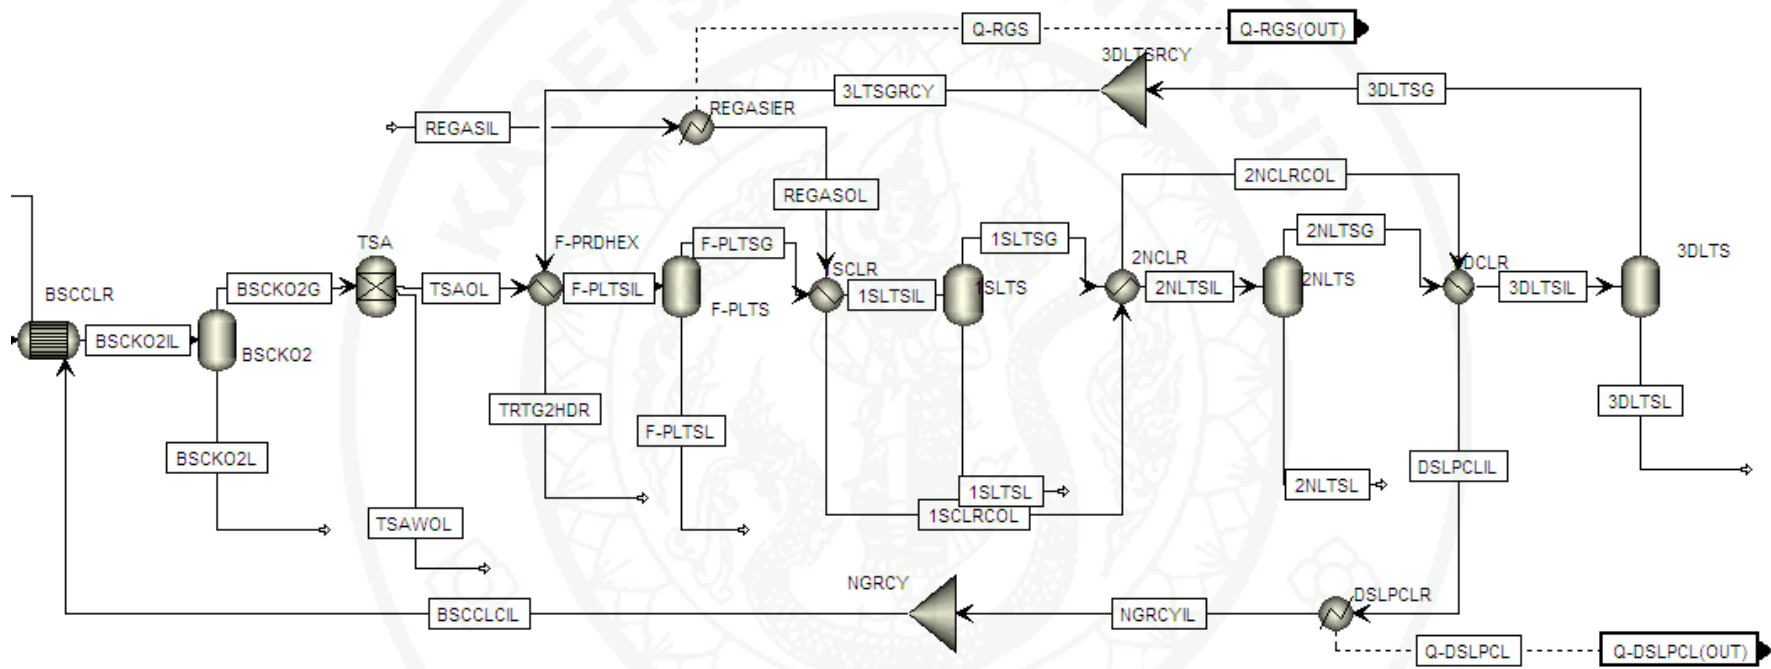 KASETSART UNIVERSITY
Q-RGS
Q-RGS(OUT)
3DLTSRCY
3LTSGRCY
3DLTSG
REGASIER
REGASIL
2NCLRCOL
REGASOL
TSA
F-PRDHEX
F-PLTSG
1SLTSG
2NLTSG
3DLTS
2NCLR
SCLR
DCLR
BSCCLR
BSCKO2G
TSAOL
F-PLTSIL
1SLTSIL
1SLTS
2NLTSIL
2NLTS
3DLTSIL
F-PLTS
BSCKO2IL
BSCKO2
TRTG2HDR
F-PLTSL
3DLTSL
BSCKO2L
DSLPCLIL
1SLTSL
2NLTSL
TSAWOL
1SCLRCOL
NGRCY
DSLPCLR
BSCCLCIL
NGRCYIL
Q-DSLPCL
Q-DSLPCL(OUT)